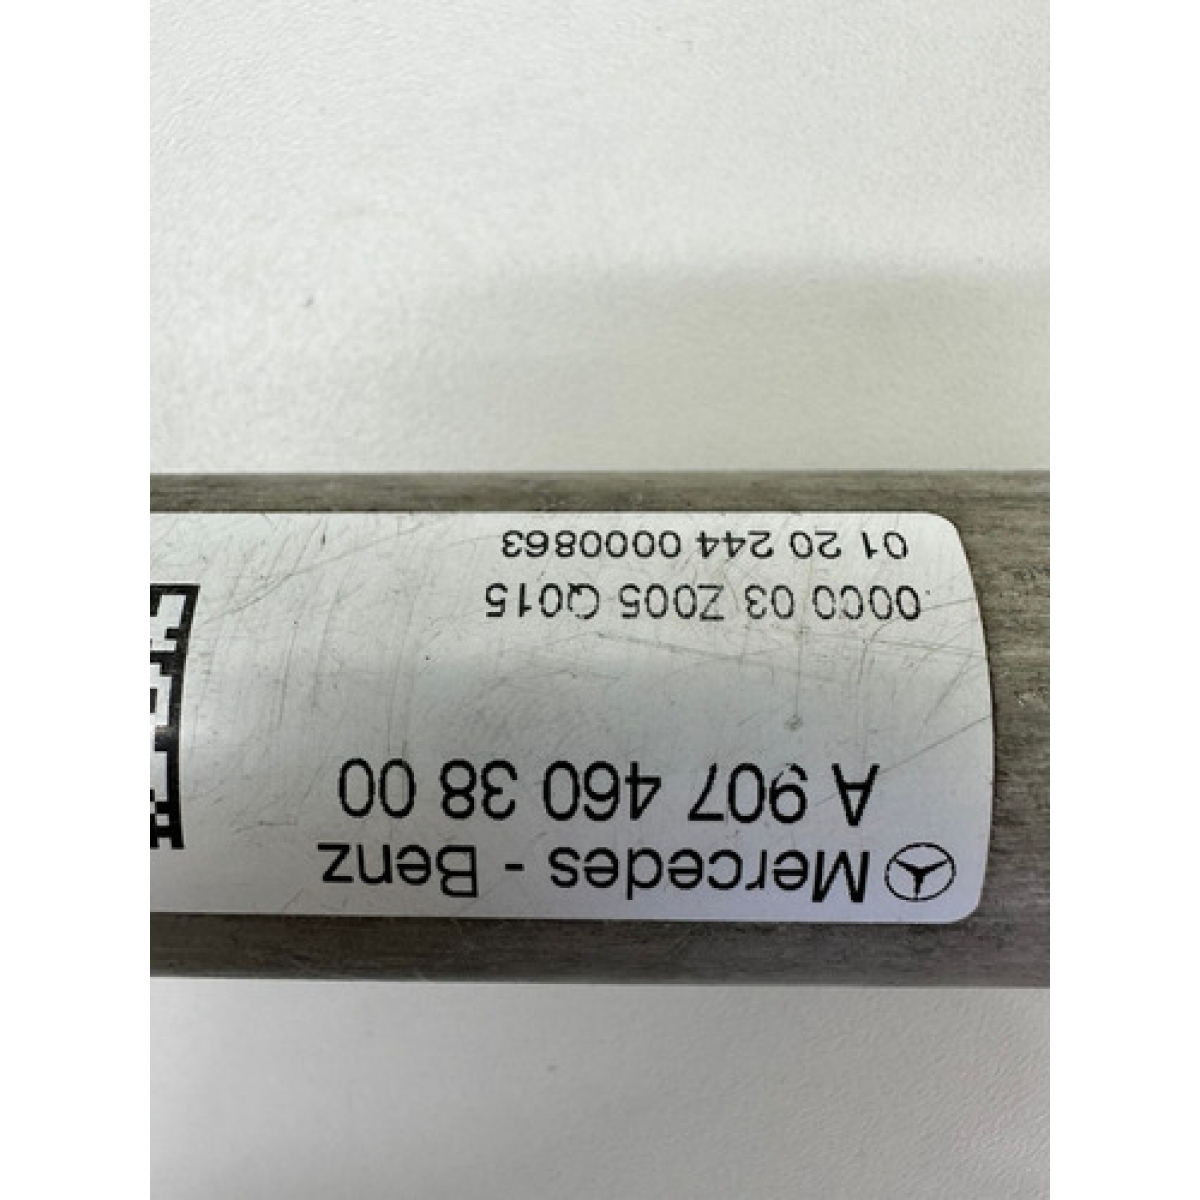 Mercedes - Benz
A 907 460 38 00
0000 03 Z005 Q015
01 20 244 0000863